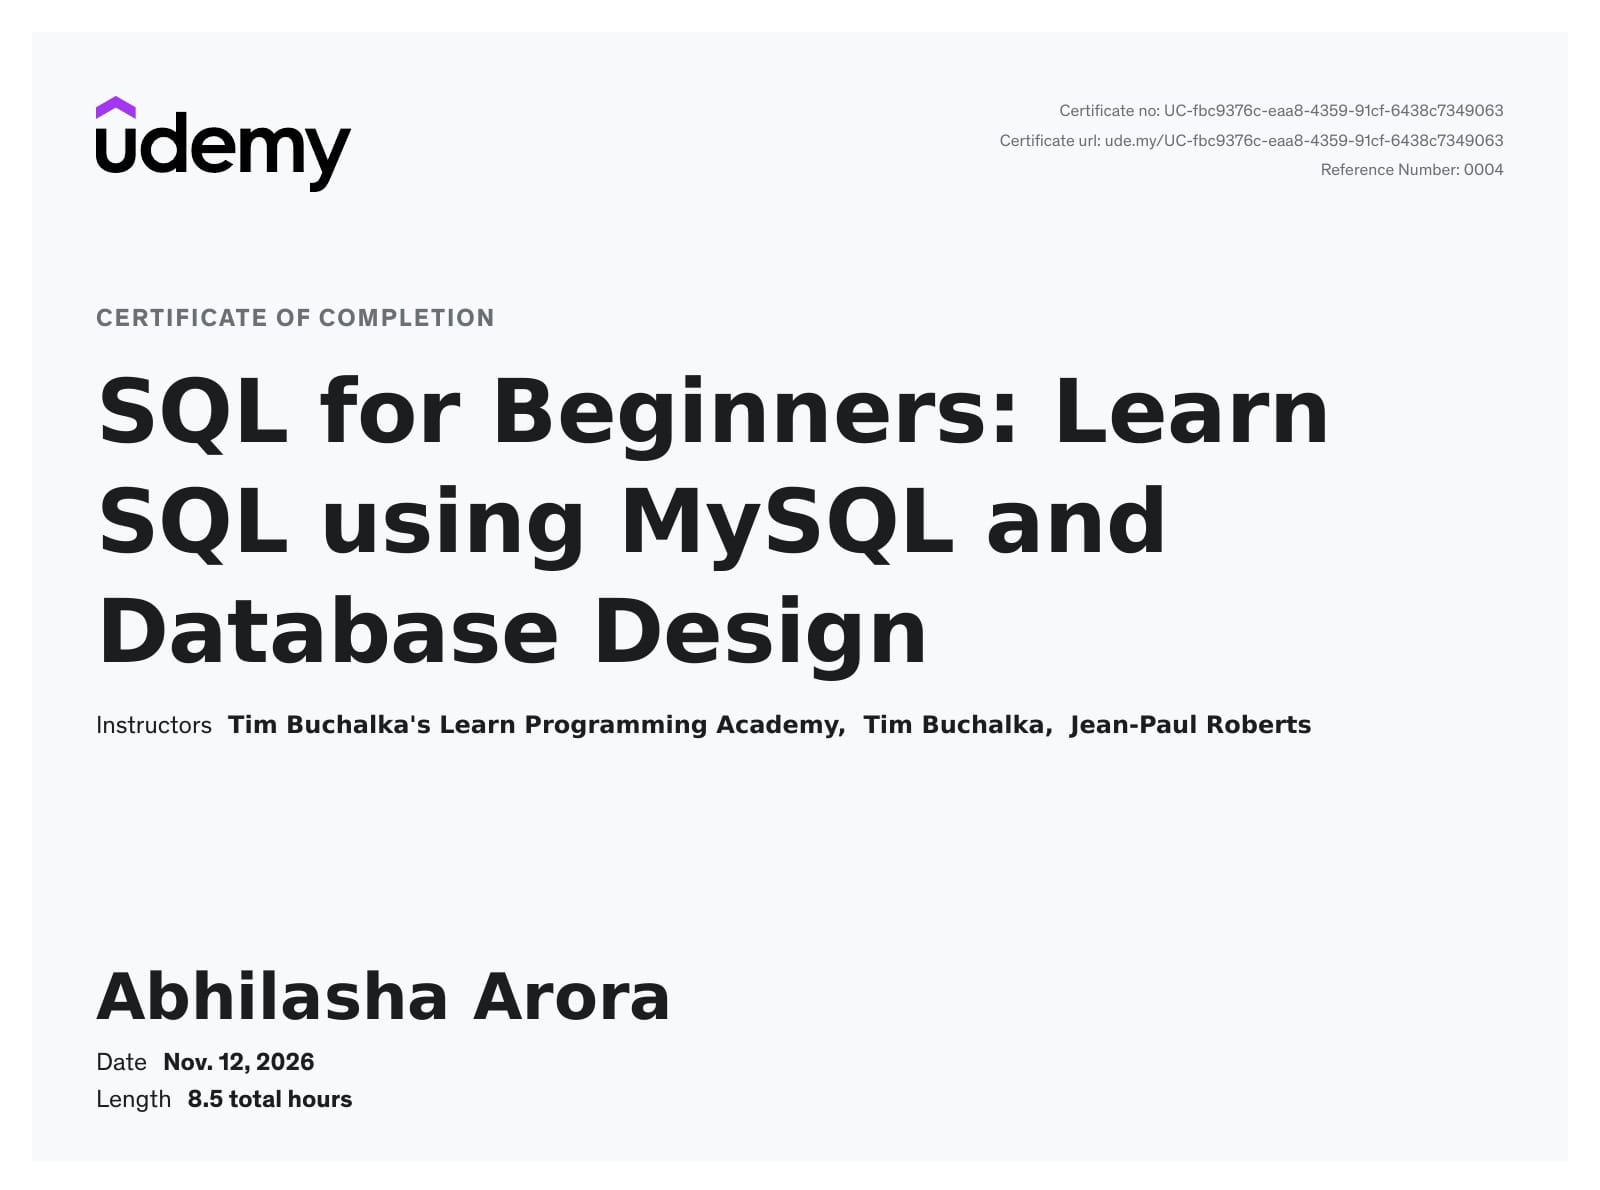 udemy
Certificate no: UC-fbc9376c-eaa8-4359-91cf-6438c7349063
Certificate url: ude.my/UC-fbc9376c-eaa8-4359-91cf-6438c7349063
Reference Number: 0004
CERTIFICATE OF COMPLETION
SQL for Beginners: Learn
SQL using MySQL and
Database Design
Instructors Tim Buchalka's Learn Programming Academy, Tim Buchalka, Jean-Paul Roberts
Abhilasha Arora
Date Nov. 12, 2026
Length 8.5 total hours